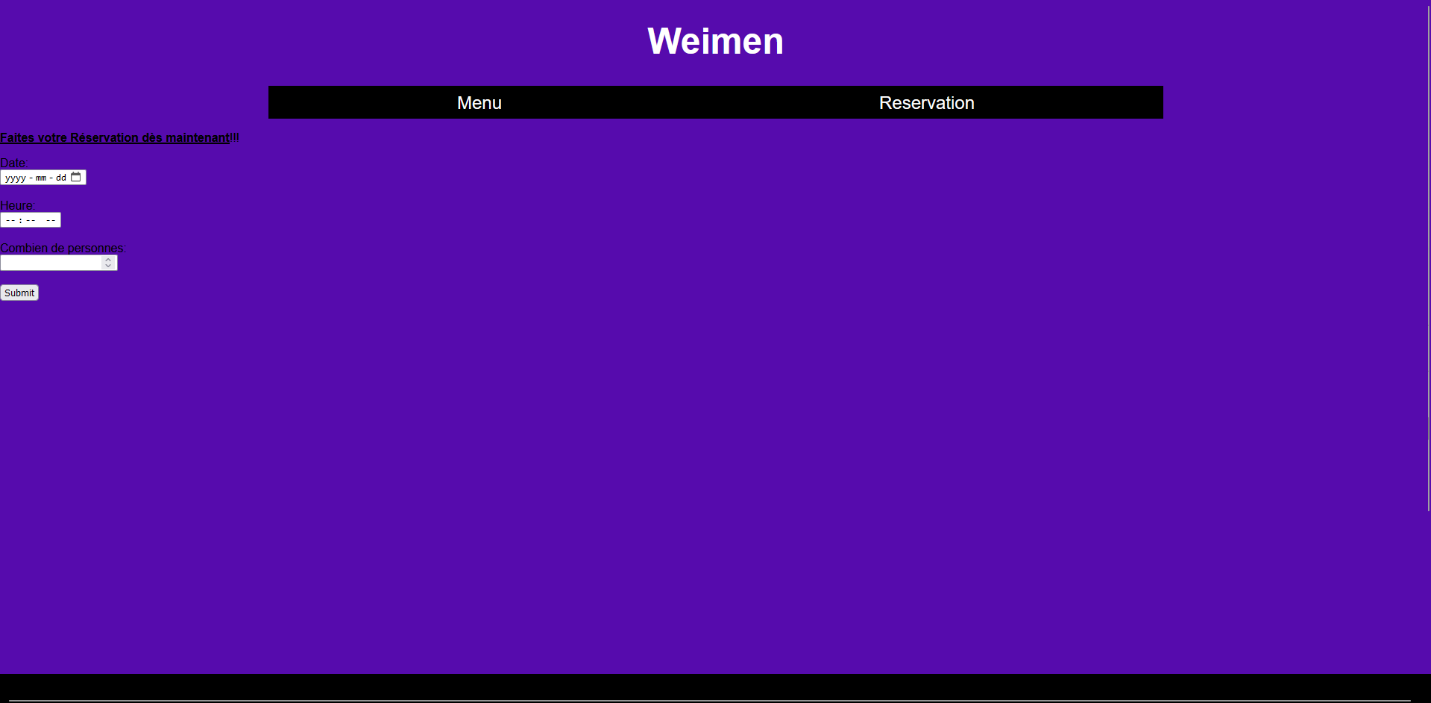 Weimen
Menu Reservation
Faites votre Réservation dès maintenant!!!
Date:
yyyy-mm-dd
Heure:
--:-- --
Combien de personnes:
Submit